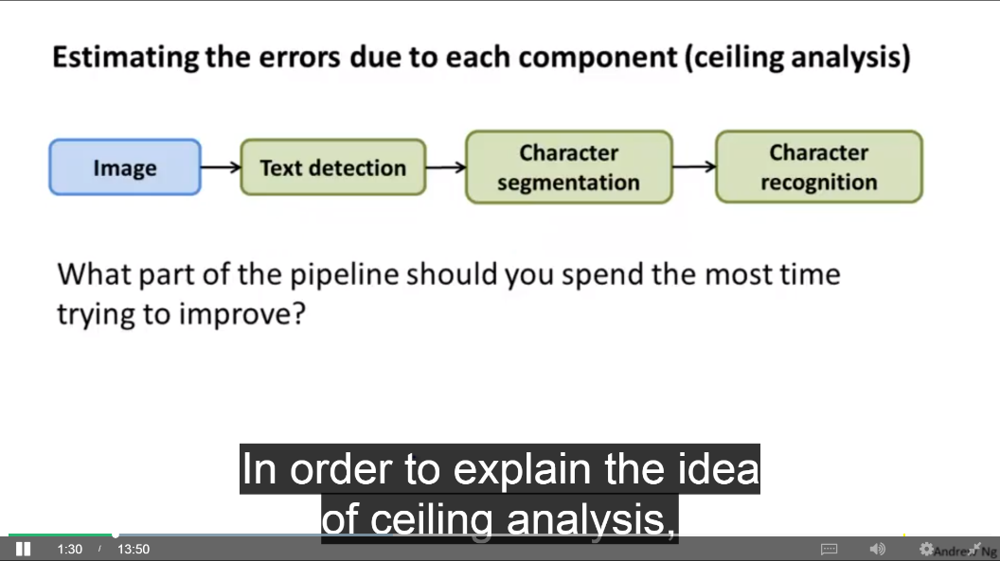 Estimating the errors due to each component (ceiling analysis)
Image
Text detection
Character
segmentation
Character
recognition
What part of the pipeline should you spend the most time
trying to improve?
In order to explain the idea
of ceiling analysis,
1:30 / 13:50
Andrew Ng